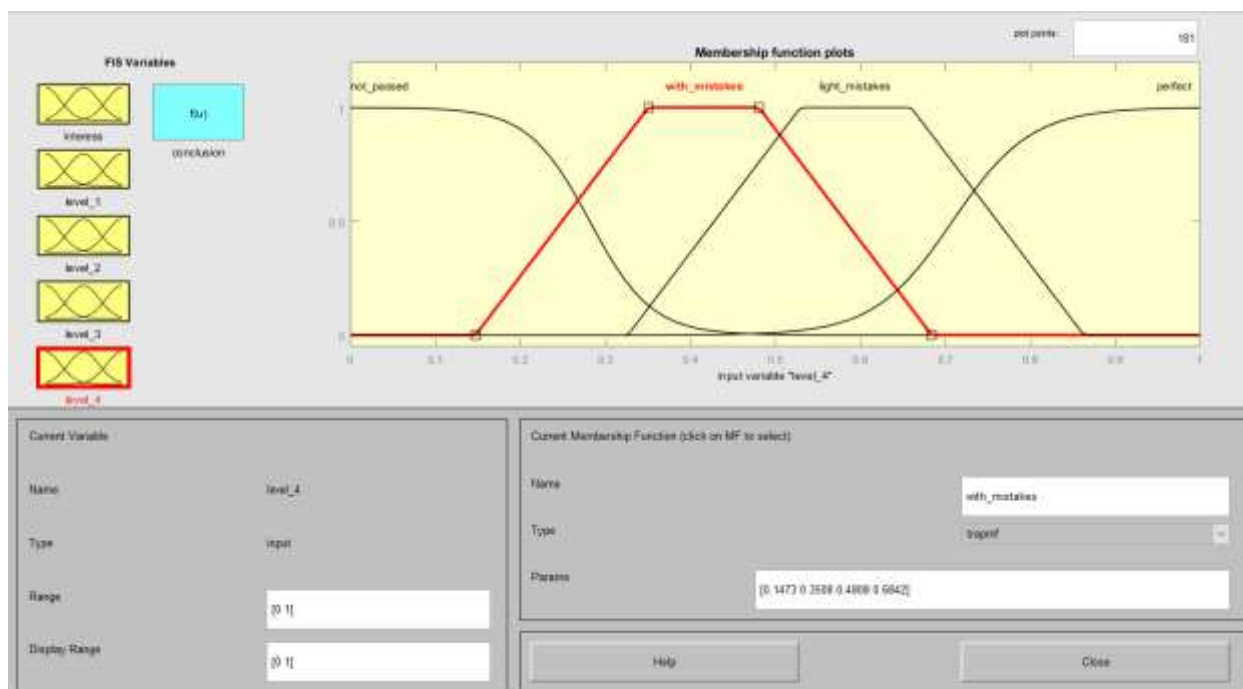 plot points:
181
FIS Variables
Membership function plots
not_passed
with_mistakes
light_mistakes
perfect
f(u)
interess
conclusion
level_1
level_2
level_3
level_4
1
0.5
0
0 0.1 0.2 0.3 0.4 0.5 0.6 0.7 0.8 0.9 1
input variable "level_4"
Current Variable
Name level_4
Type input
Range [0 1]
Display Range [0 1]
Current Membership Function (click on MF to select)
Name with_mistakes
Type trapmf
Params [0.1473 0.3508 0.4808 0.6842]
Help Close